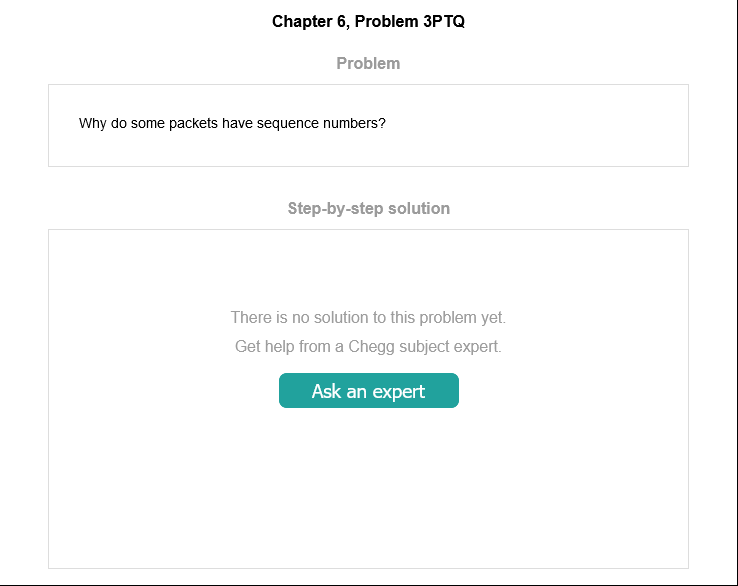 Chapter 6, Problem 3PTQ
Problem
Why do some packets have sequence numbers?
Step-by-step solution
There is no solution to this problem yet.
Get help from a Chegg subject expert.
Ask an expert